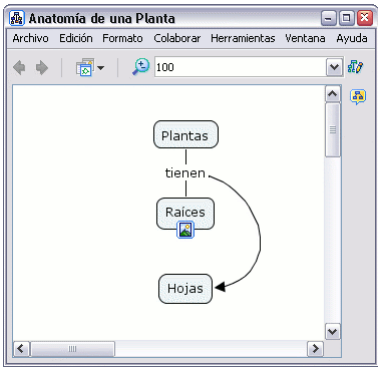 Anatomía de una Planta
Archivo Edición Formato Colaborar Herramientas Ventana Ayuda
100
Plantas
tienen
Raíces
Hojas